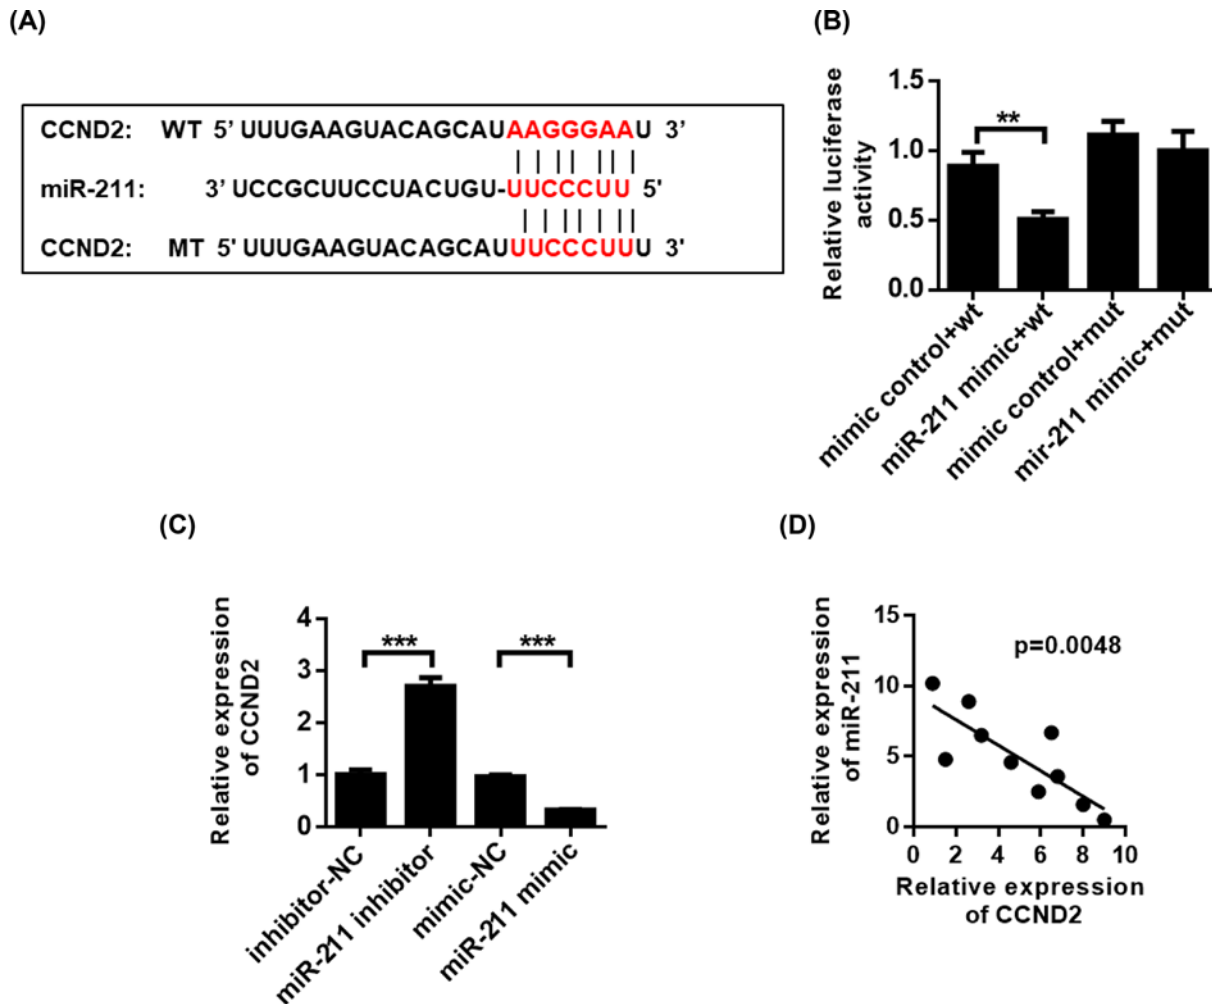 (A)
CCND2: WT 5’ UUUGAAGUACAGCAUAAGGGAAU 3’
miR-211: 3’ UCCGCUUCCUACUGU-UUCCCUU 5'
CCND2: MT 5' UUUGAAGUACAGCAUUUCCCUUU 3'
(B)
Relative luciferase
activity
1.5
1.0
0.5
0.0
**
mimic control+wt
miR-211 mimic+wt
mimic control+mut
mir-211 mimic+mut
(C)
Relative expression
of CCND2
4
3
2
1
0
***
***
inhibitor-NC
miR-211 inhibitor
mimic-NC
miR-211 mimic
(D)
Relative expression
of miR-211
15
10
5
0
p=0.0048
0 2 4 6 8 10
Relative expression
of CCND2